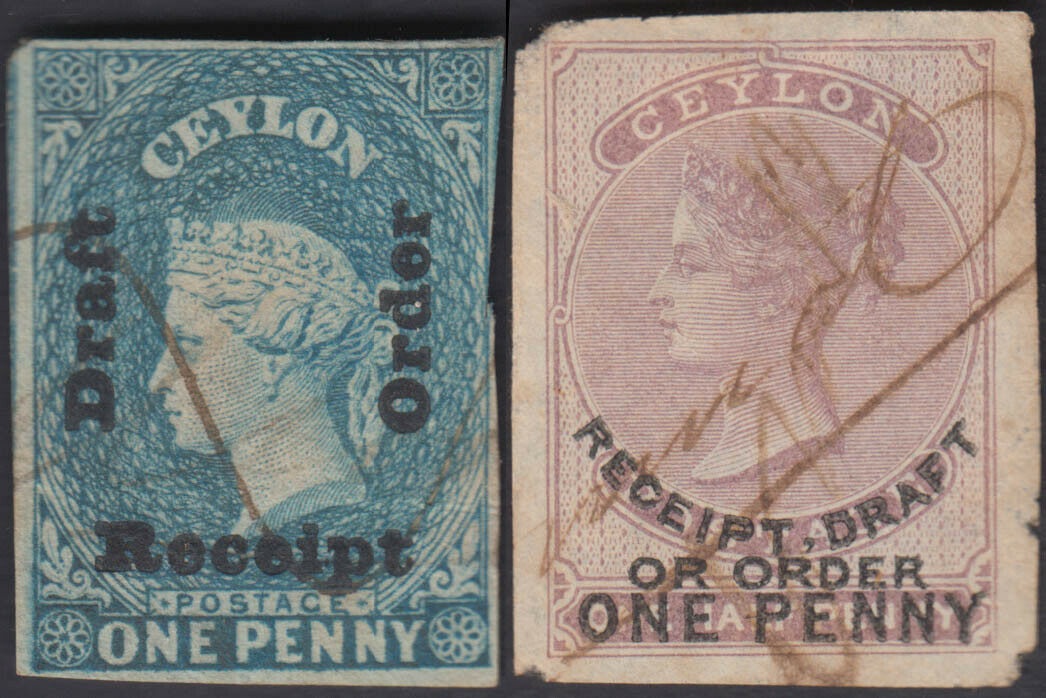 CEYLON
Draft
Order
Receipt
POSTAGE
ONE PENNY
CEYLON
RECEIPT, DRAFT
OR ORDER
ONE PENNY